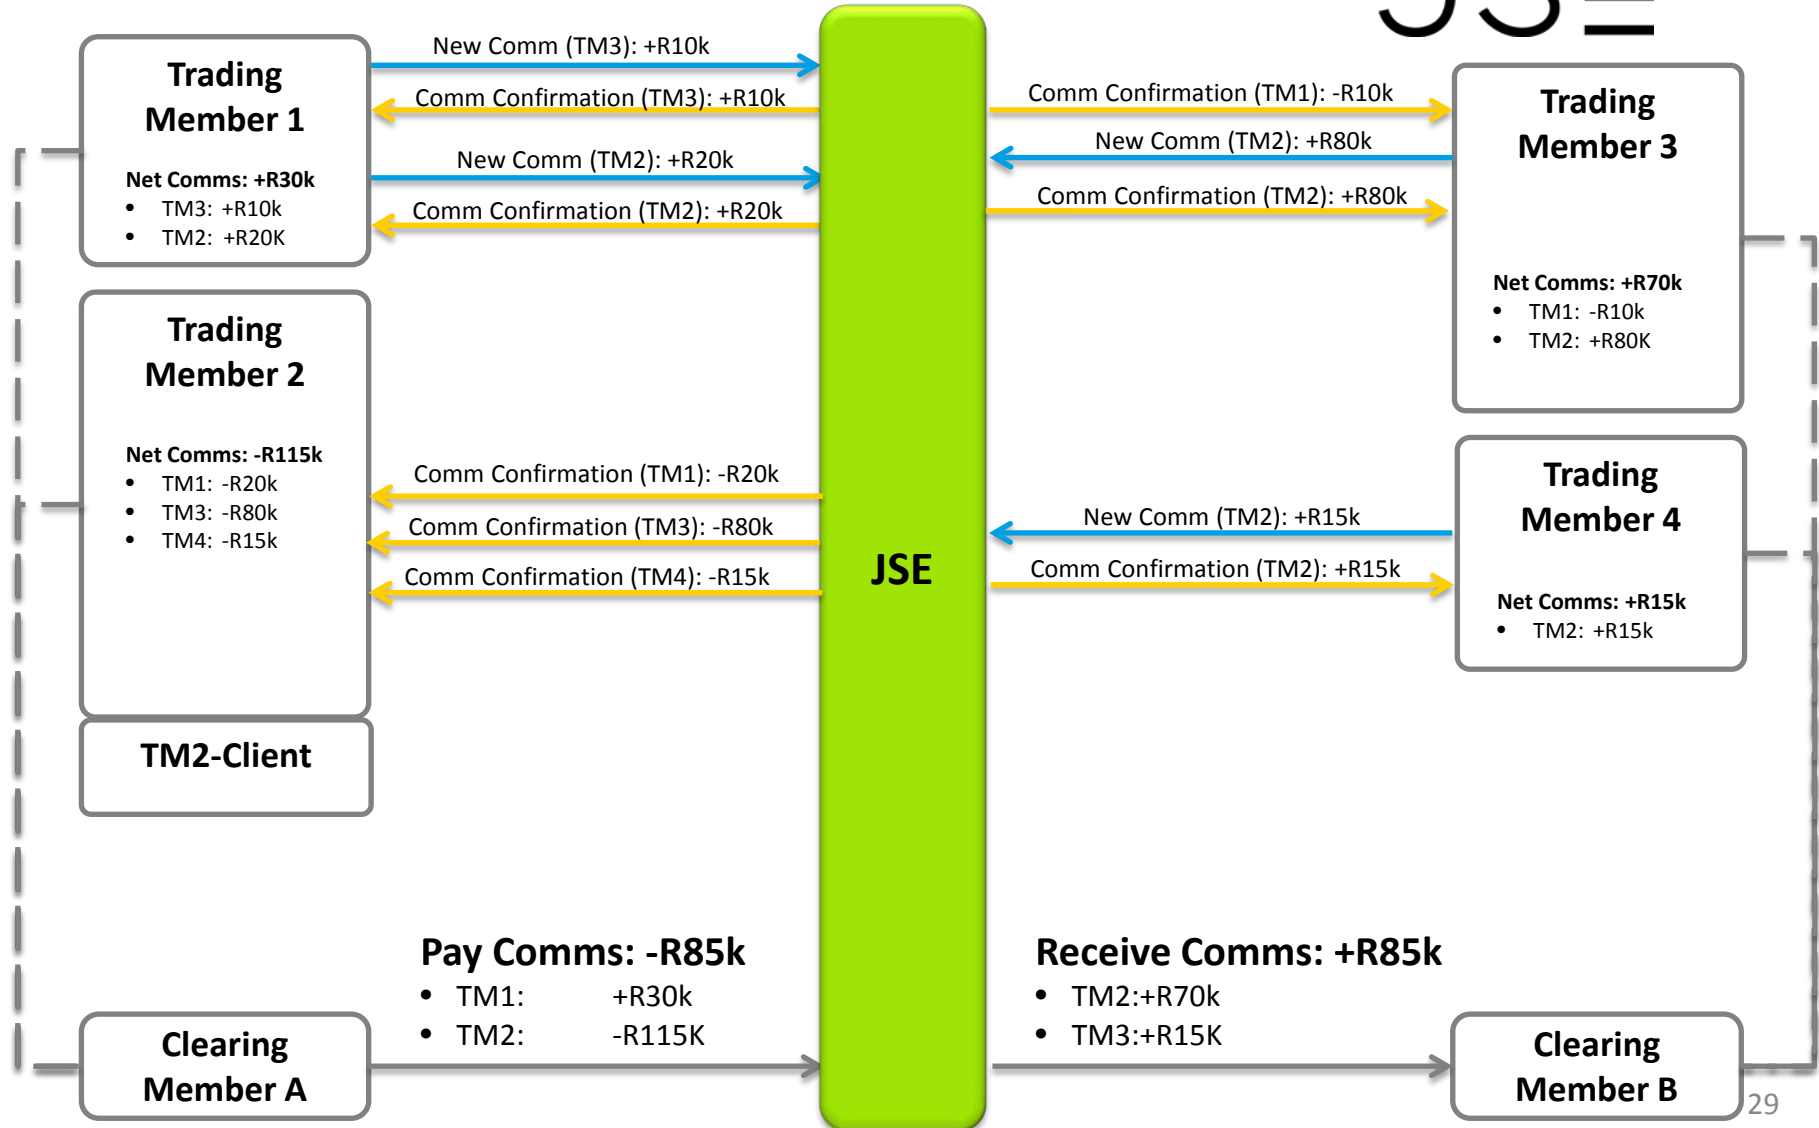 JSE
Trading
Member 1
Net Comms: +R30k
• TM3: +R10k
• TM2: +R20K
New Comm (TM3): +R10k
Comm Confirmation (TM3): +R10k
New Comm (TM2): +R20k
Comm Confirmation (TM2): +R20k
Comm Confirmation (TM1): -R10k
New Comm (TM2): +R80k
Comm Confirmation (TM2): +R80k
Trading
Member 3
Net Comms: +R70k
• TM1: -R10k
• TM2: +R80K
Trading
Member 2
Net Comms: -R115k
• TM1: -R20k
• TM3: -R80k
• TM4: -R15k
TM2-Client
Comm Confirmation (TM1): -R20k
Comm Confirmation (TM3): -R80k
Comm Confirmation (TM4): -R15k
JSE
New Comm (TM2): +R15k
Comm Confirmation (TM2): +R15k
Trading
Member 4
Net Comms: +R15k
• TM2: +R15k
Pay Comms: -R85k
• TM1: +R30k
• TM2: -R115K
Receive Comms: +R85k
• TM2:+R70k
• TM3:+R15K
Clearing
Member A
Clearing
Member B
29